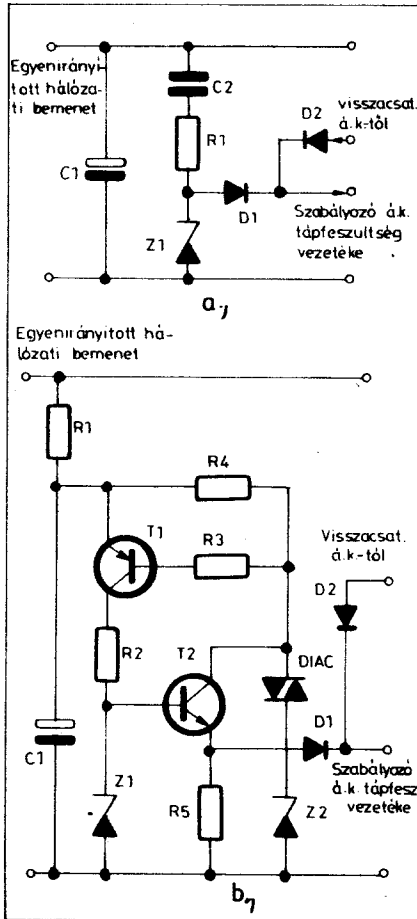 Egyenirányí-
tott hálóza-
ti bemenet
C2
D2
visszacsat.
á.k.-tól
R1
C1
D1
Z1
Szabályozó á.k.
tápfeszültség
vezetéke
a,
Egyenirányított há-
lózati bemenet
R1
R4
T1
R3
Visszacsat.
á.k.-tól
D2
R2
T2
DIAC
D1
C1
Z1
R5
Z2
Szabályozó
á.k. tápfesz
vezetéke
b,